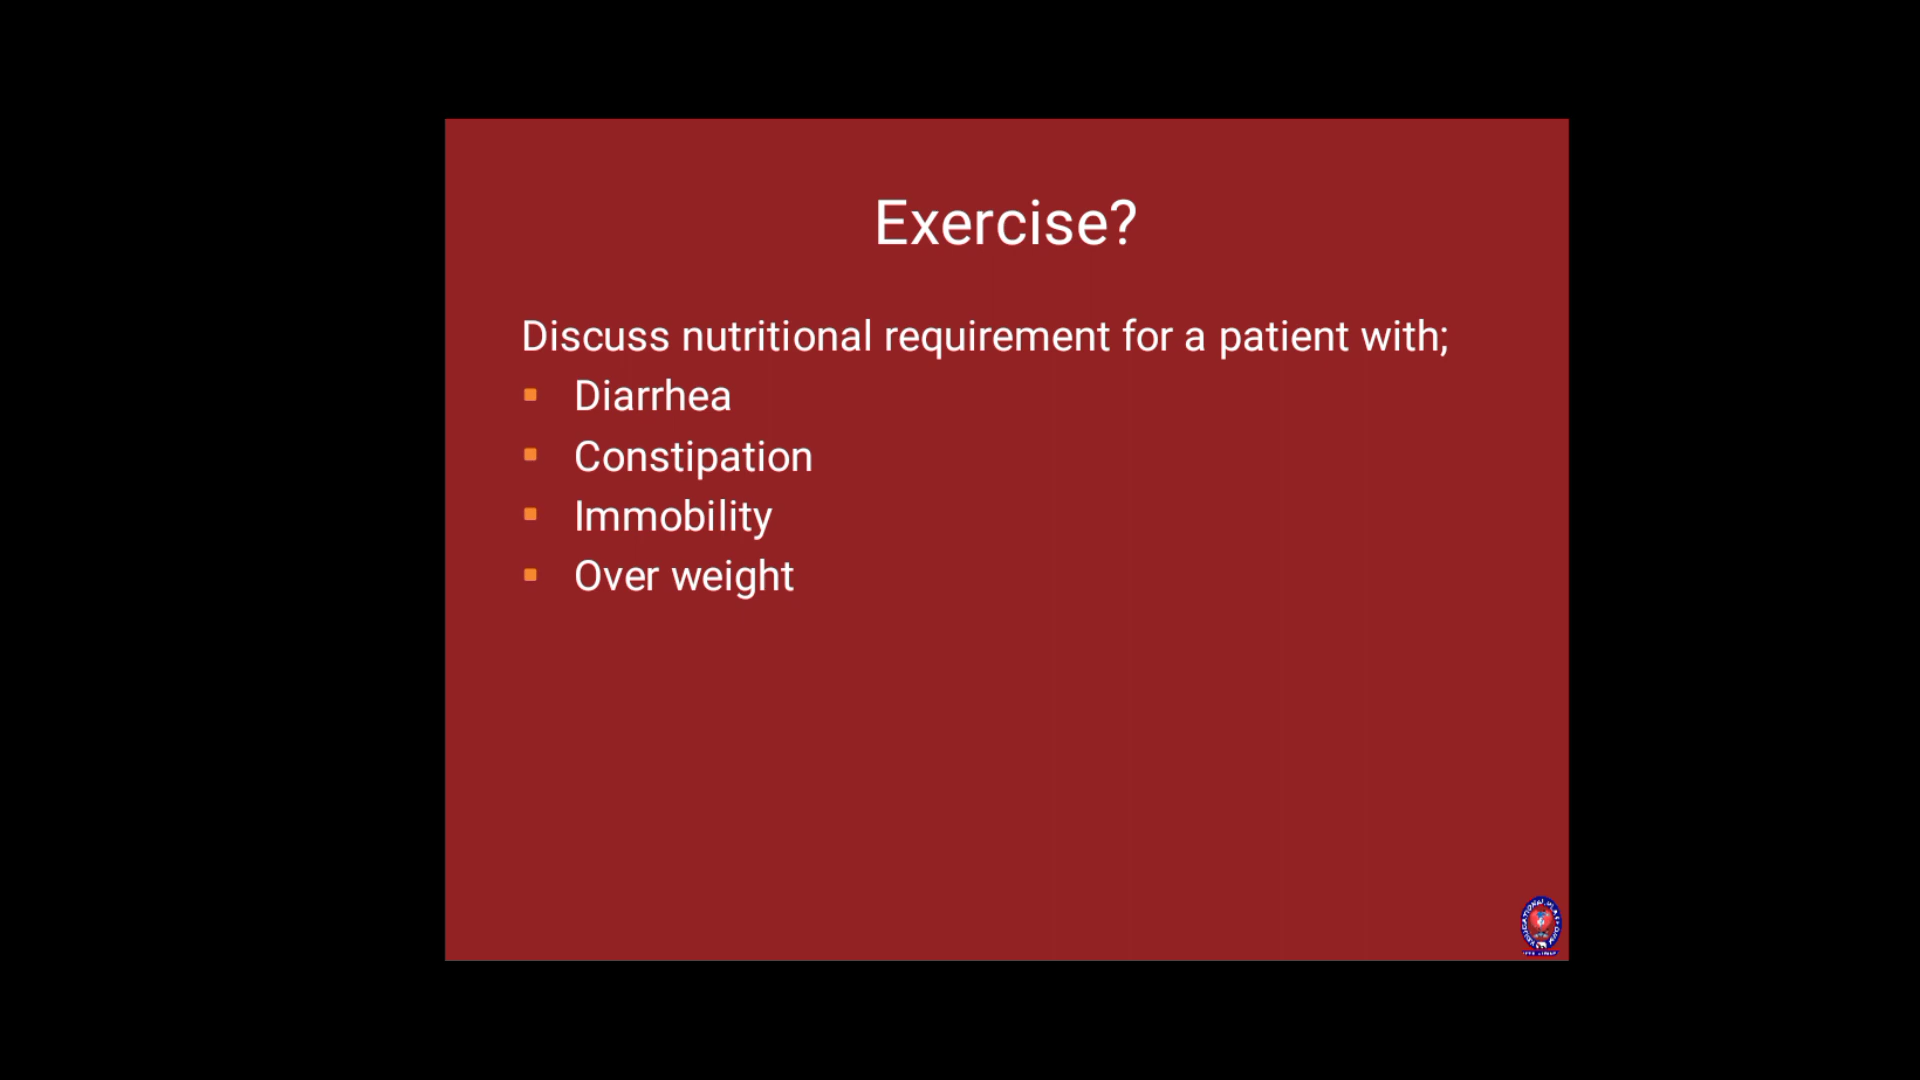 Exercise?
Discuss nutritional requirement for a patient with;
Diarrhea
Constipation
Immobility
Over weight